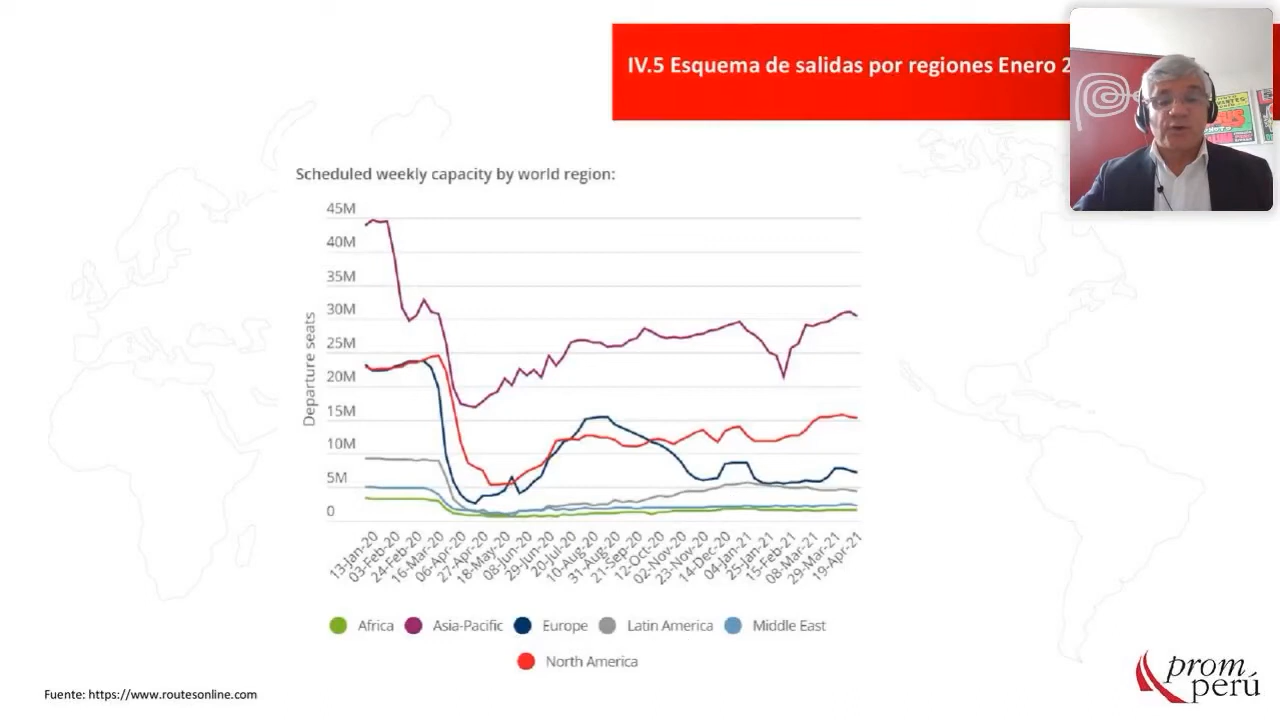 IV.5 Esquema de salidas por regiones Enero
Scheduled weekly capacity by world region:
45M
40M
35M
30M
25M
20M
15M
10M
5M
0
Departure seats
13-Jan-20
03-Feb-20
24-Feb-20
16-Mar-20
06-Apr-20
27-Apr-20
18-May-20
08-Jun-20
29-Jun-20
20-Jul-20
10-Aug-20
31-Aug-20
21-Sep-20
12-Oct-20
02-Nov-20
23-Nov-20
14-Dec-20
04-Jan-21
25-Jan-21
15-Feb-21
08-Mar-21
29-Mar-21
19-Apr-21
Africa
Asia-Pacific
Europe
Latin America
Middle East
North America
Fuente: https://www.routesonline.com
prom
perú